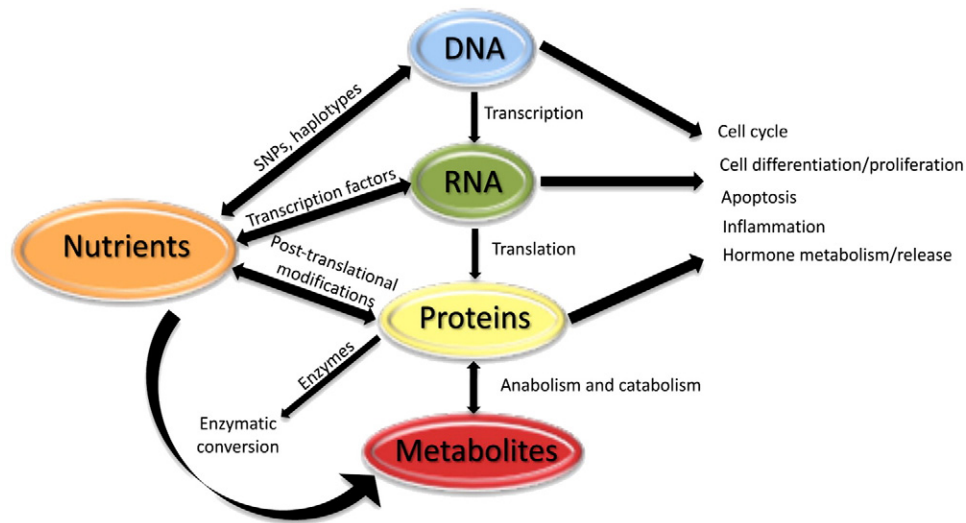 DNA
SNPs, haplotypes
Transcription
Cell cycle
RNA
Cell differentiation/proliferation
Transcription factors
Apoptosis
Inflammation
Nutrients
Post-translational
modifications
Translation
Hormone metabolism/release
Proteins
Enzymes
Anabolism and catabolism
Enzymatic
conversion
Metabolites